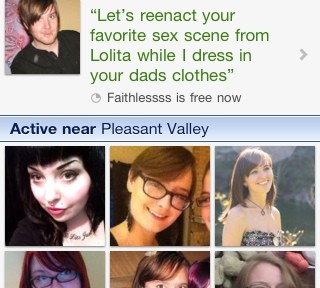 “Let’s reenact your
favorite sex scene from
Lolita while I dress in
your dads clothes”
Faithlessss is free now
Active near Pleasant Valley